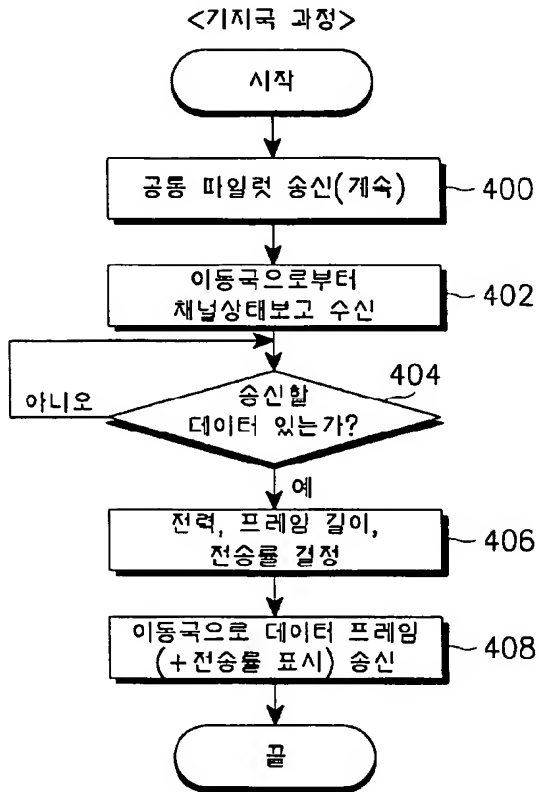 <기지국 과정>
시작
공통 파일럿 송신(계속)
400
이동국으로부터
채널상태보고 수신
402
404
송신할
데이터 있는가?
아니오
예
전력, 프레임 길이,
전송률 결정
406
이동국으로 데이터 프레임
(+전송률 표시) 송신
408
끝